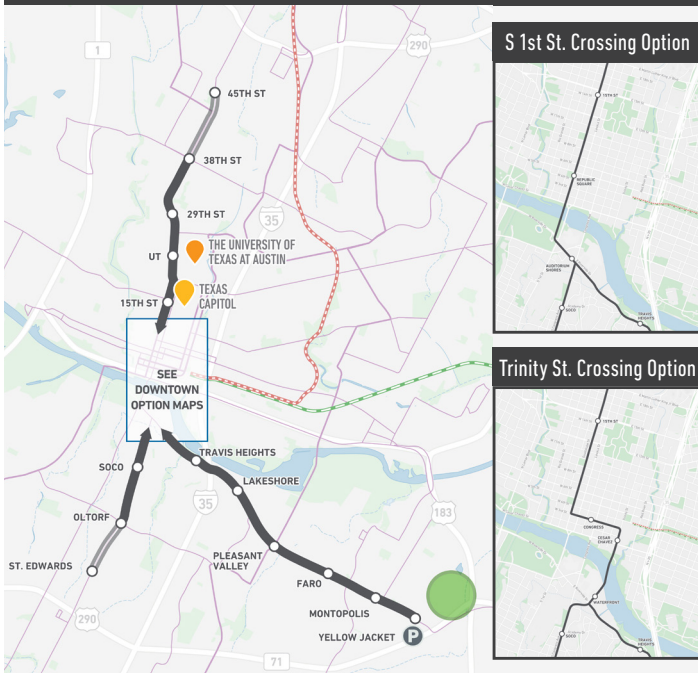 1
290
45TH ST
38TH ST
29TH ST
35
UT
THE UNIVERSITY OF
TEXAS AT AUSTIN
TEXAS
CAPITOL
15TH ST
SEE
DOWNTOWN
OPTION MAPS
TRAVIS HEIGHTS
SOCO
LAKESHORE
35
183
OLTORF
PLEASANT
VALLEY
ST. EDWARDS
FARO
MONTOPOLIS
290
YELLOW JACKET
P
71
S 1st St. Crossing Option
15TH ST
REPUBLIC
SQUARE
AUDITORIUM
SHORES
SOCO
TRAVIS
HEIGHTS
Trinity St. Crossing Option
15TH ST
CONGRESS
CESAR
CHAVEZ
WATERFRONT
SOCO
TRAVIS
HEIGHTS